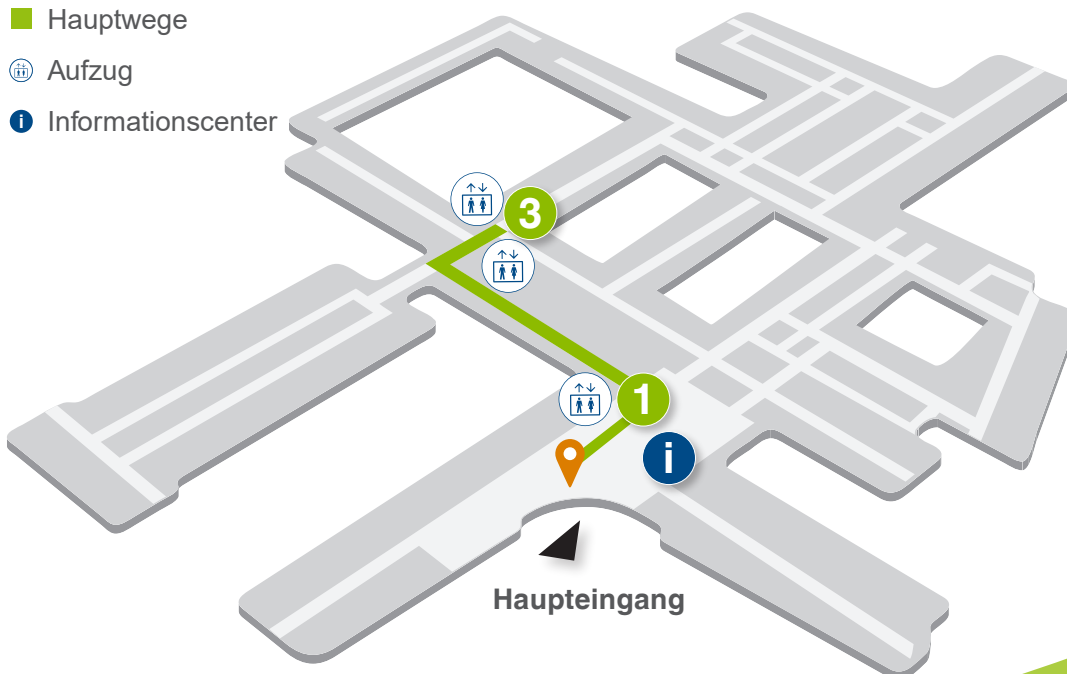 Hauptwege
Aufzug
i Informationscenter
3
1
i
Haupteingang